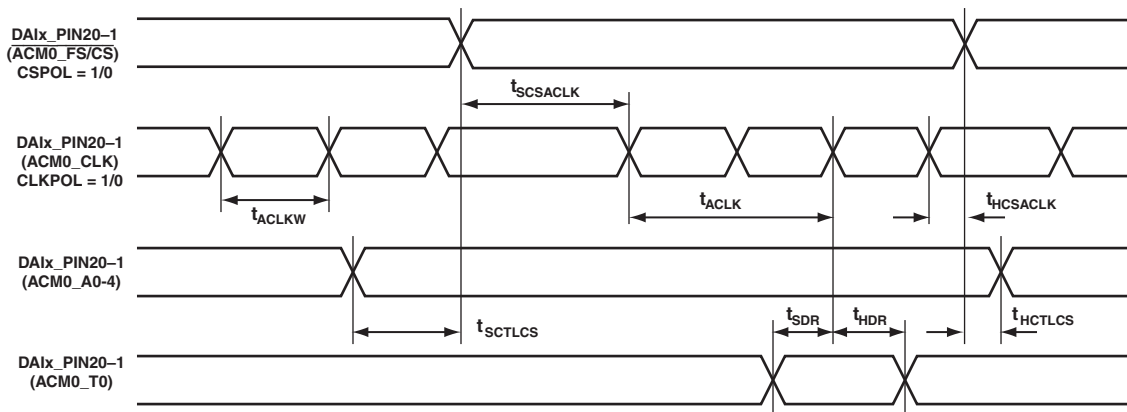 DAIx_PIN20–1
(ACM0_FS/CS)
CSPOL = 1/0
tSCSACLK
DAIx_PIN20–1
(ACM0_CLK)
CLKPOL = 1/0
tACLKW
tACLK
tHCSACLK
DAIx_PIN20–1
(ACM0_A0-4)
tSCTLCS
tSDR
tHDR
tHCTLCS
DAIx_PIN20–1
(ACM0_T0)